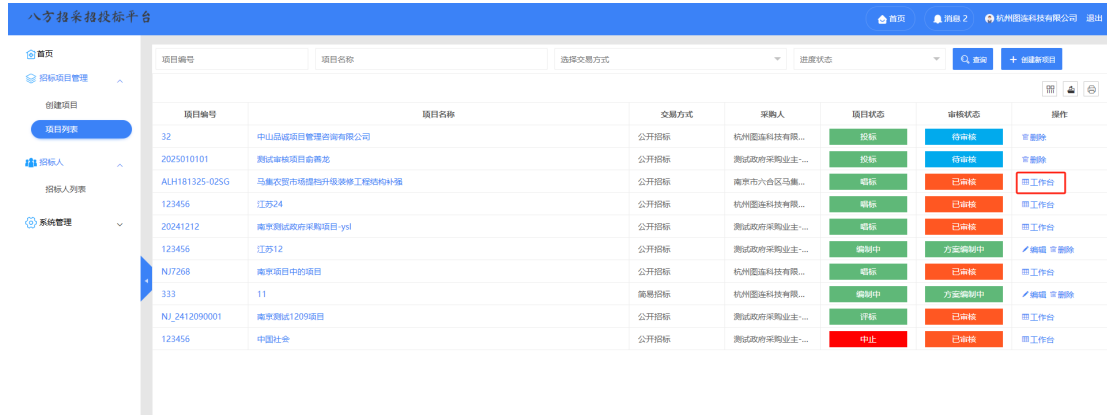 八方招采招投标平台 首页 消息 2 杭州图连科技有限公司 退出
首页
招标项目管理
创建项目
项目列表
招标人
招标人列表
系统管理
项目编号 项目名称 选择交易方式 进度状态 查询 + 创建新项目
项目编号 项目名称 交易方式 采购人 项目状态 审核状态 操作
32 中山品诚项目管理咨询有限公司 公开招标 杭州图连科技有限... 投标 待审核 删除
2025010101 测试审核项目俞善龙 公开招标 测试政府采购业主-... 投标 待审核 删除
ALH181325-02SG 马集农贸市场提档升级装修工程结构补强 公开招标 南京市六合区马集... 唱标 已审核 工作台
123456 江苏24 公开招标 杭州图连科技有限... 唱标 已审核 工作台
20241212 南京测试政府采购项目-ysl 公开招标 测试政府采购业主-... 唱标 已审核 工作台
123456 江苏12 公开招标 测试政府采购业主-... 编制中 方案编制中 编辑 删除
NJ7268 南京项目中的项目 公开招标 杭州图连科技有限... 唱标 已审核 工作台
333 11 简易招标 杭州图连科技有限... 编制中 方案编制中 编辑 删除
NJ_2412090001 南京测试1209项目 公开招标 测试政府采购业主-... 评标 已审核 工作台
123456 中国社会 公开招标 测试政府采购业主-... 中止 已审核 工作台